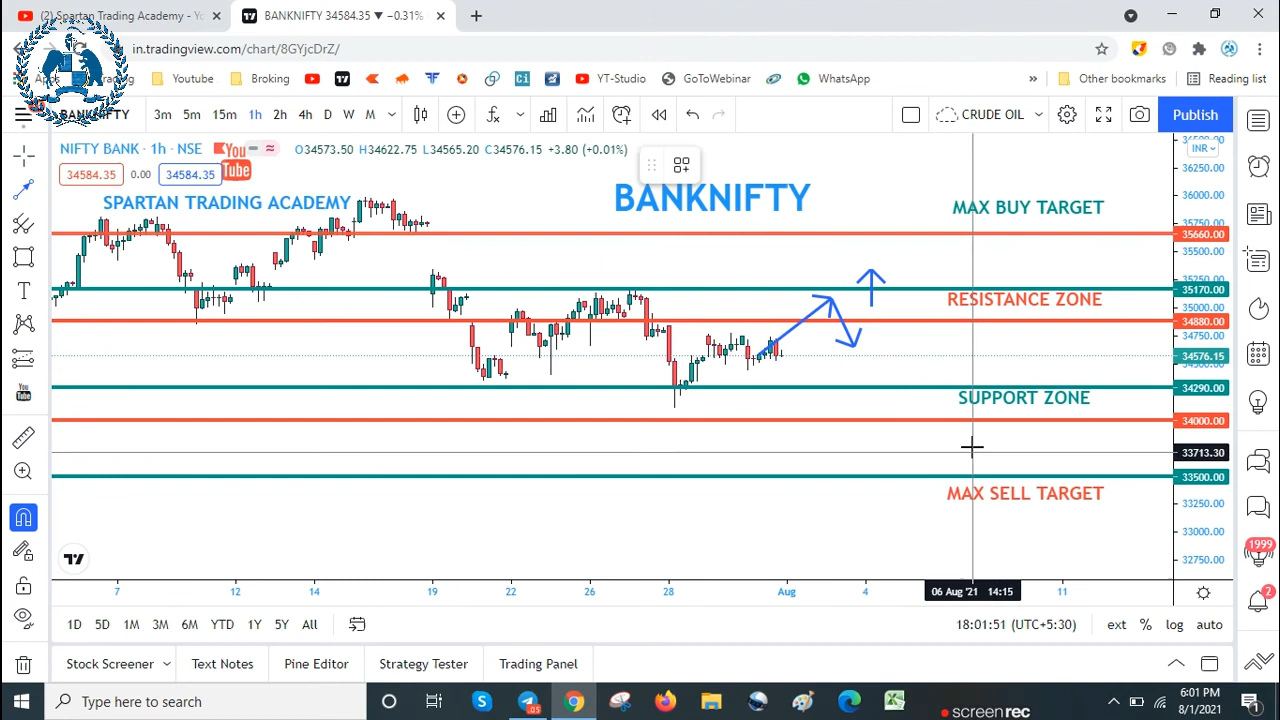 (2) Spartan Trading Academy - Yo
BANKNIFTY 34584.35 ▼ −0.31%
in.tradingview.com/chart/8GYjcDrZ/
Youtube
Broking
YT-Studio
GoToWebinar
WhatsApp
»
Other bookmarks
Reading list
BANKNIFTY
3m 5m 15m 1h 2h 4h D W M
CRUDE OIL
Publish
NIFTY BANK · 1h · NSE
O34573.50 H34622.75 L34565.20 C34576.15 +3.80 (+0.01%)
You
Tube
34584.35 0.00 34584.35
SPARTAN TRADING ACADEMY
BANKNIFTY
MAX BUY TARGET
RESISTANCE ZONE
SUPPORT ZONE
MAX SELL TARGET
INR
36250.00
36000.00
35750.00
35660.00
35500.00
35250.00
35170.00
35000.00
34880.00
34750.00
34576.15
34500.00
34290.00
34000.00
33713.30
33500.00
33250.00
33000.00
32750.00
7 12 14 19 22 26 28 Aug 4 06 Aug '21 14:15 11
1D 5D 1M 3M 6M YTD 1Y 5Y All
18:01:51 (UTC+5:30) ext % log auto
Stock Screener Text Notes Pine Editor Strategy Tester Trading Panel
1999
2
Type here to search
6:01 PM
8/1/2021
screenrec